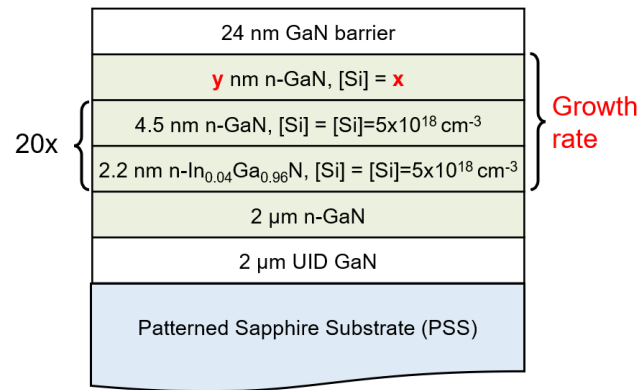 24 nm GaN barrier
y nm n-GaN, [Si] = x
4.5 nm n-GaN, [Si] = [Si]=5x10¹⁸ cm⁻³
2.2 nm n-In₀.₀₄Ga₀.₉₆N, [Si] = [Si]=5x10¹⁸ cm⁻³
2 µm n-GaN
2 µm UID GaN
Patterned Sapphire Substrate (PSS)
20x
Growth
rate